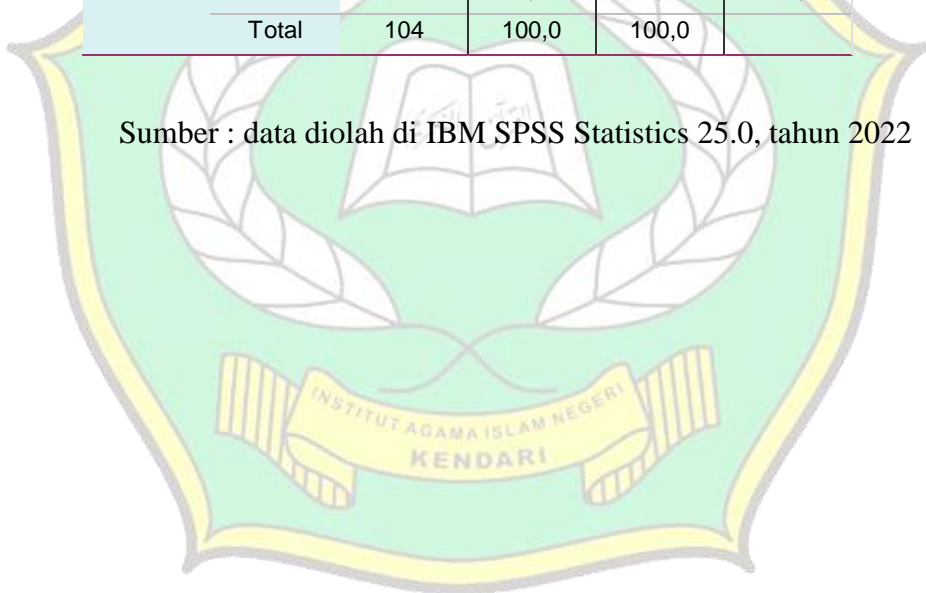 Total 104 100,0 100,0
Sumber : data diolah di IBM SPSS Statistics 25.0, tahun 2022
INSTITUT AGAMA ISLAM NEGERI
KENDARI